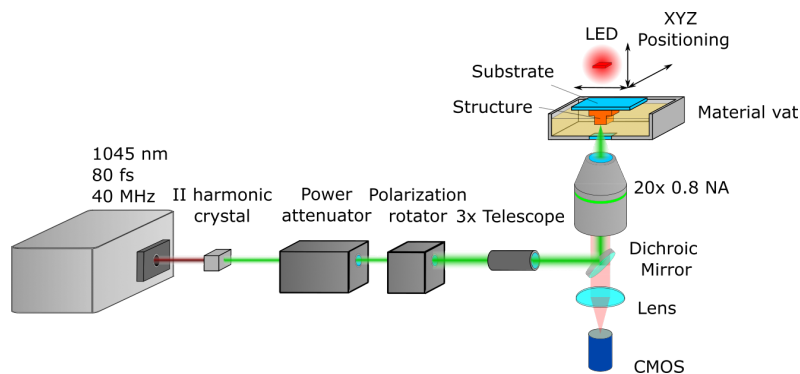 XYZ
Positioning
LED
Substrate
Structure
Material vat
1045 nm
80 fs
40 MHz
II harmonic
crystal
Power
attenuator
Polarization
rotator
3x Telescope
20x 0.8 NA
Dichroic
Mirror
Lens
CMOS